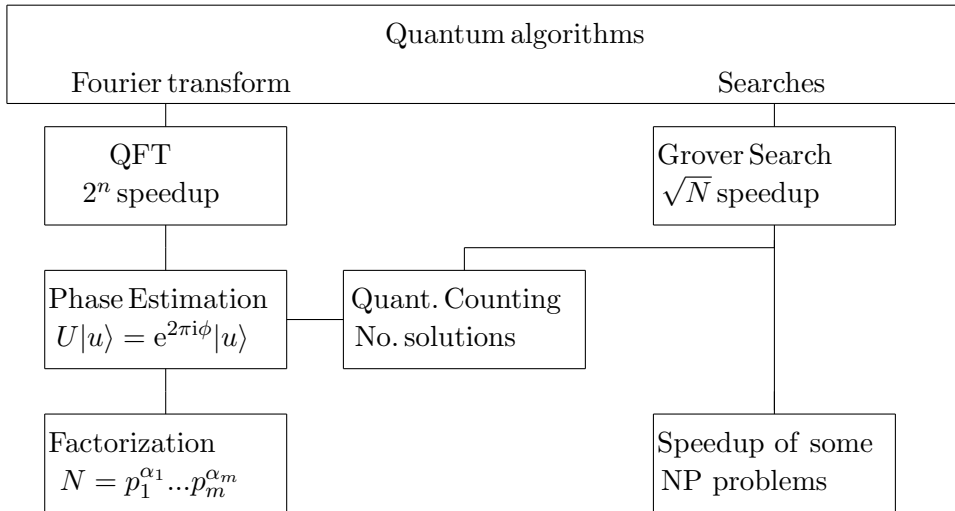 Quantum algorithms
Fourier transform
Searches
QFT
2ⁿ speedup
Grover Search
√N speedup
Phase Estimation
U|u⟩ = e^{2πiϕ}|u⟩
Quant. Counting
No. solutions
Factorization
N = p_1^{α_1}...p_m^{α_m}
Speedup of some
NP problems